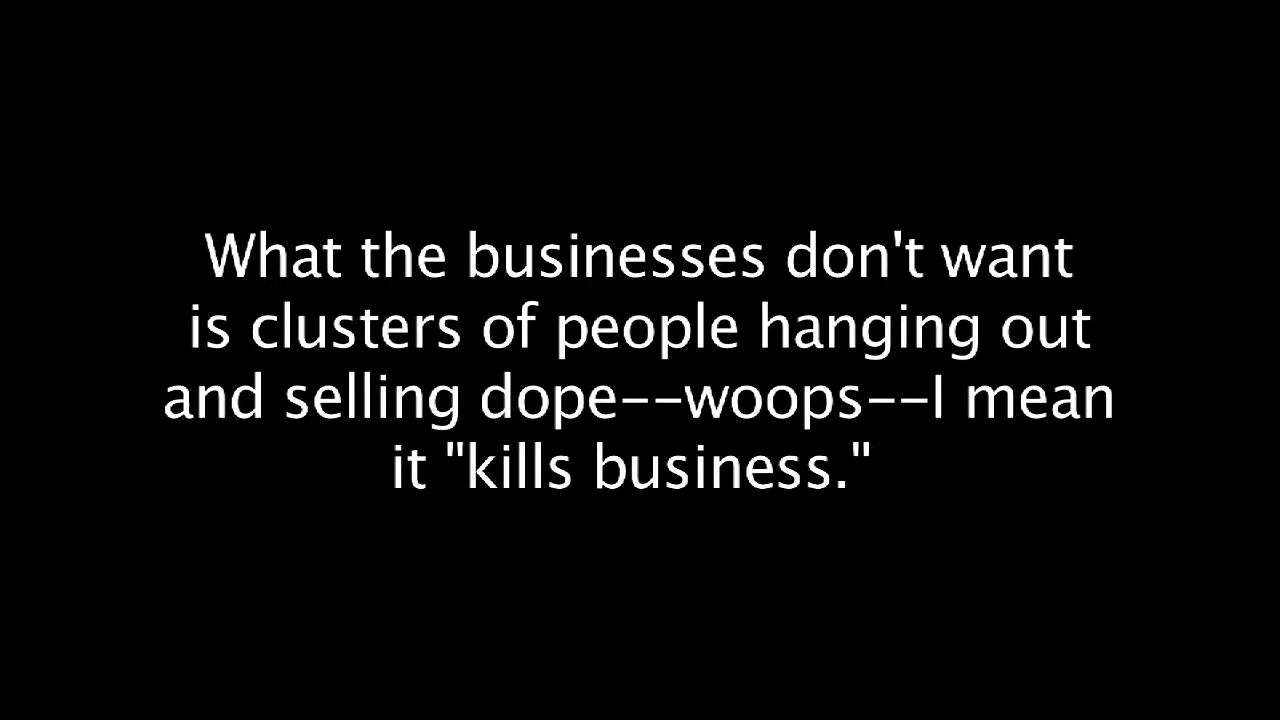 What the businesses don't want
is clusters of people hanging out
and selling dope--woops--I mean
it "kills business."